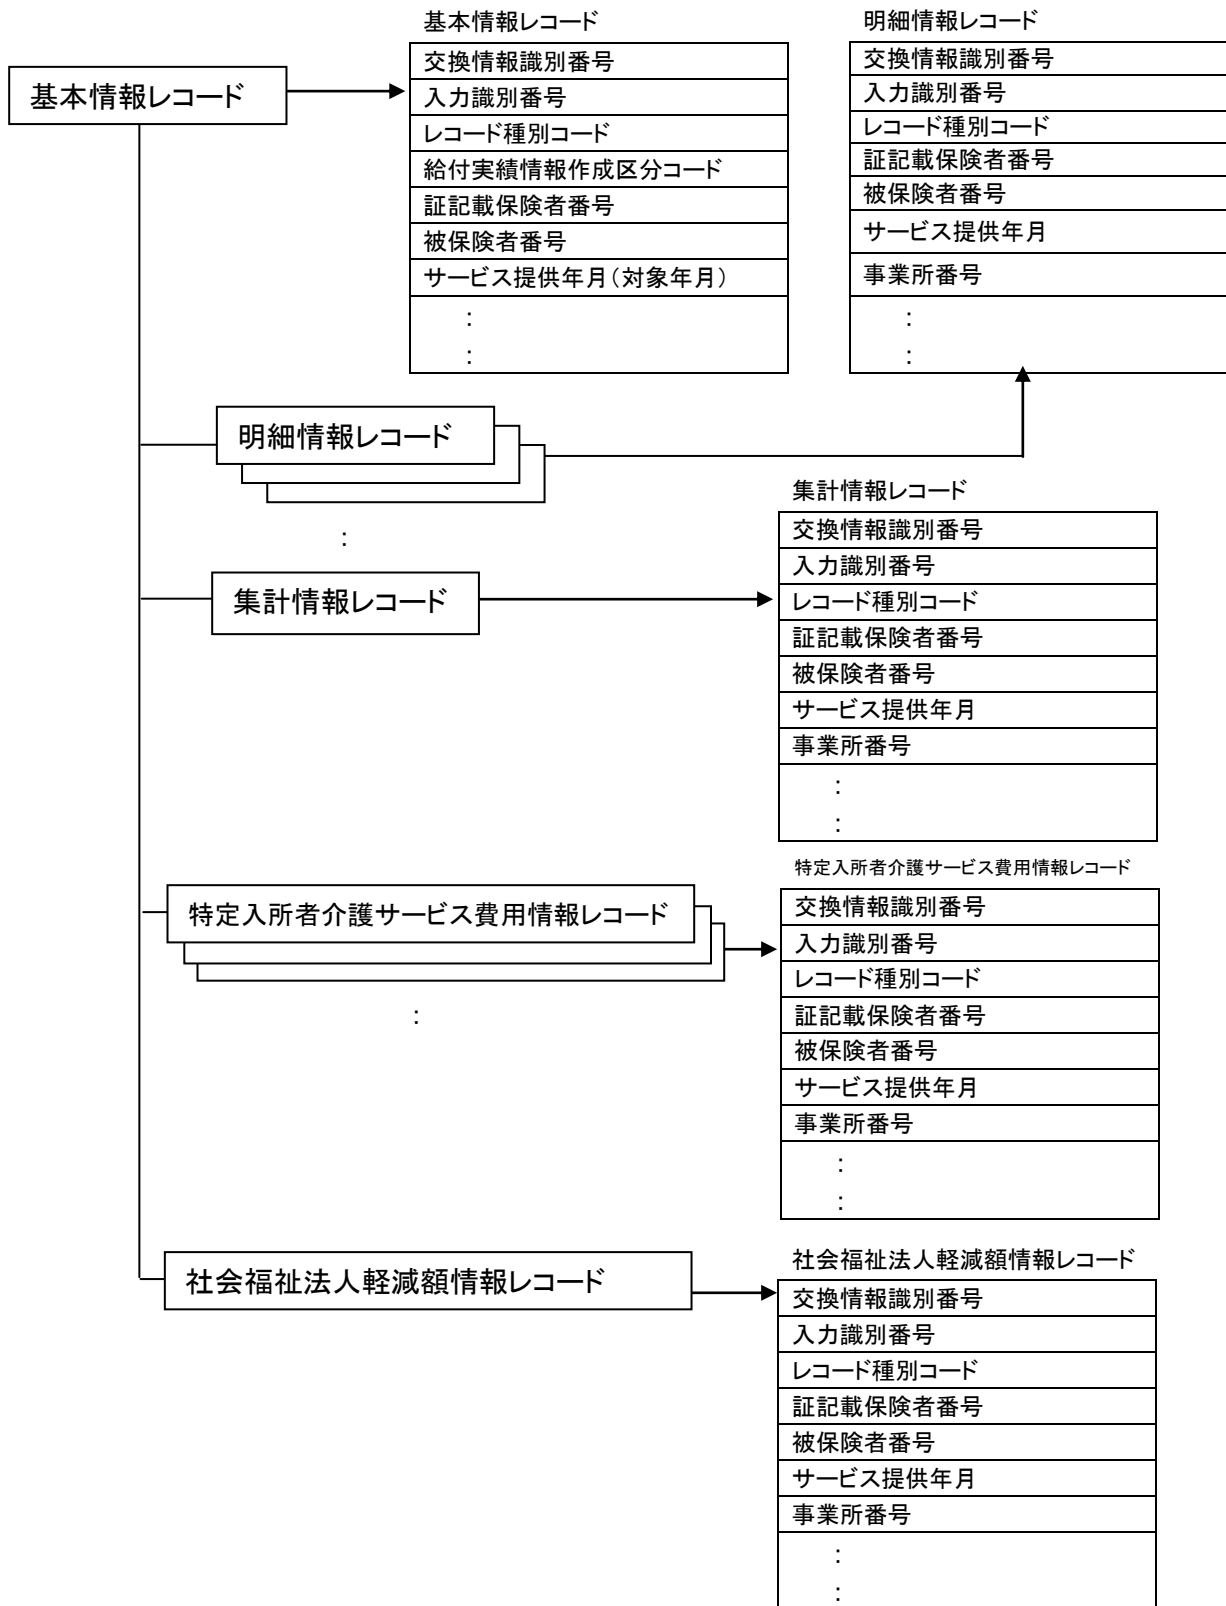 基本情報レコード
基本情報レコード
交換情報識別番号
入力識別番号
レコード種別コード
給付実績情報作成区分コード
証記載保険者番号
被保険者番号
サービス提供年月（対象年月）
：
：
明細情報レコード
交換情報識別番号
入力識別番号
レコード種別コード
証記載保険者番号
被保険者番号
サービス提供年月
事業所番号
：
：
明細情報レコード
：
集計情報レコード
集計情報レコード
交換情報識別番号
入力識別番号
レコード種別コード
証記載保険者番号
被保険者番号
サービス提供年月
事業所番号
：
：
特定入所者介護サービス費用情報レコード
：
特定入所者介護サービス費用情報レコード
交換情報識別番号
入力識別番号
レコード種別コード
証記載保険者番号
被保険者番号
サービス提供年月
事業所番号
：
：
社会福祉法人軽減額情報レコード
社会福祉法人軽減額情報レコード
交換情報識別番号
入力識別番号
レコード種別コード
証記載保険者番号
被保険者番号
サービス提供年月
事業所番号
：
：